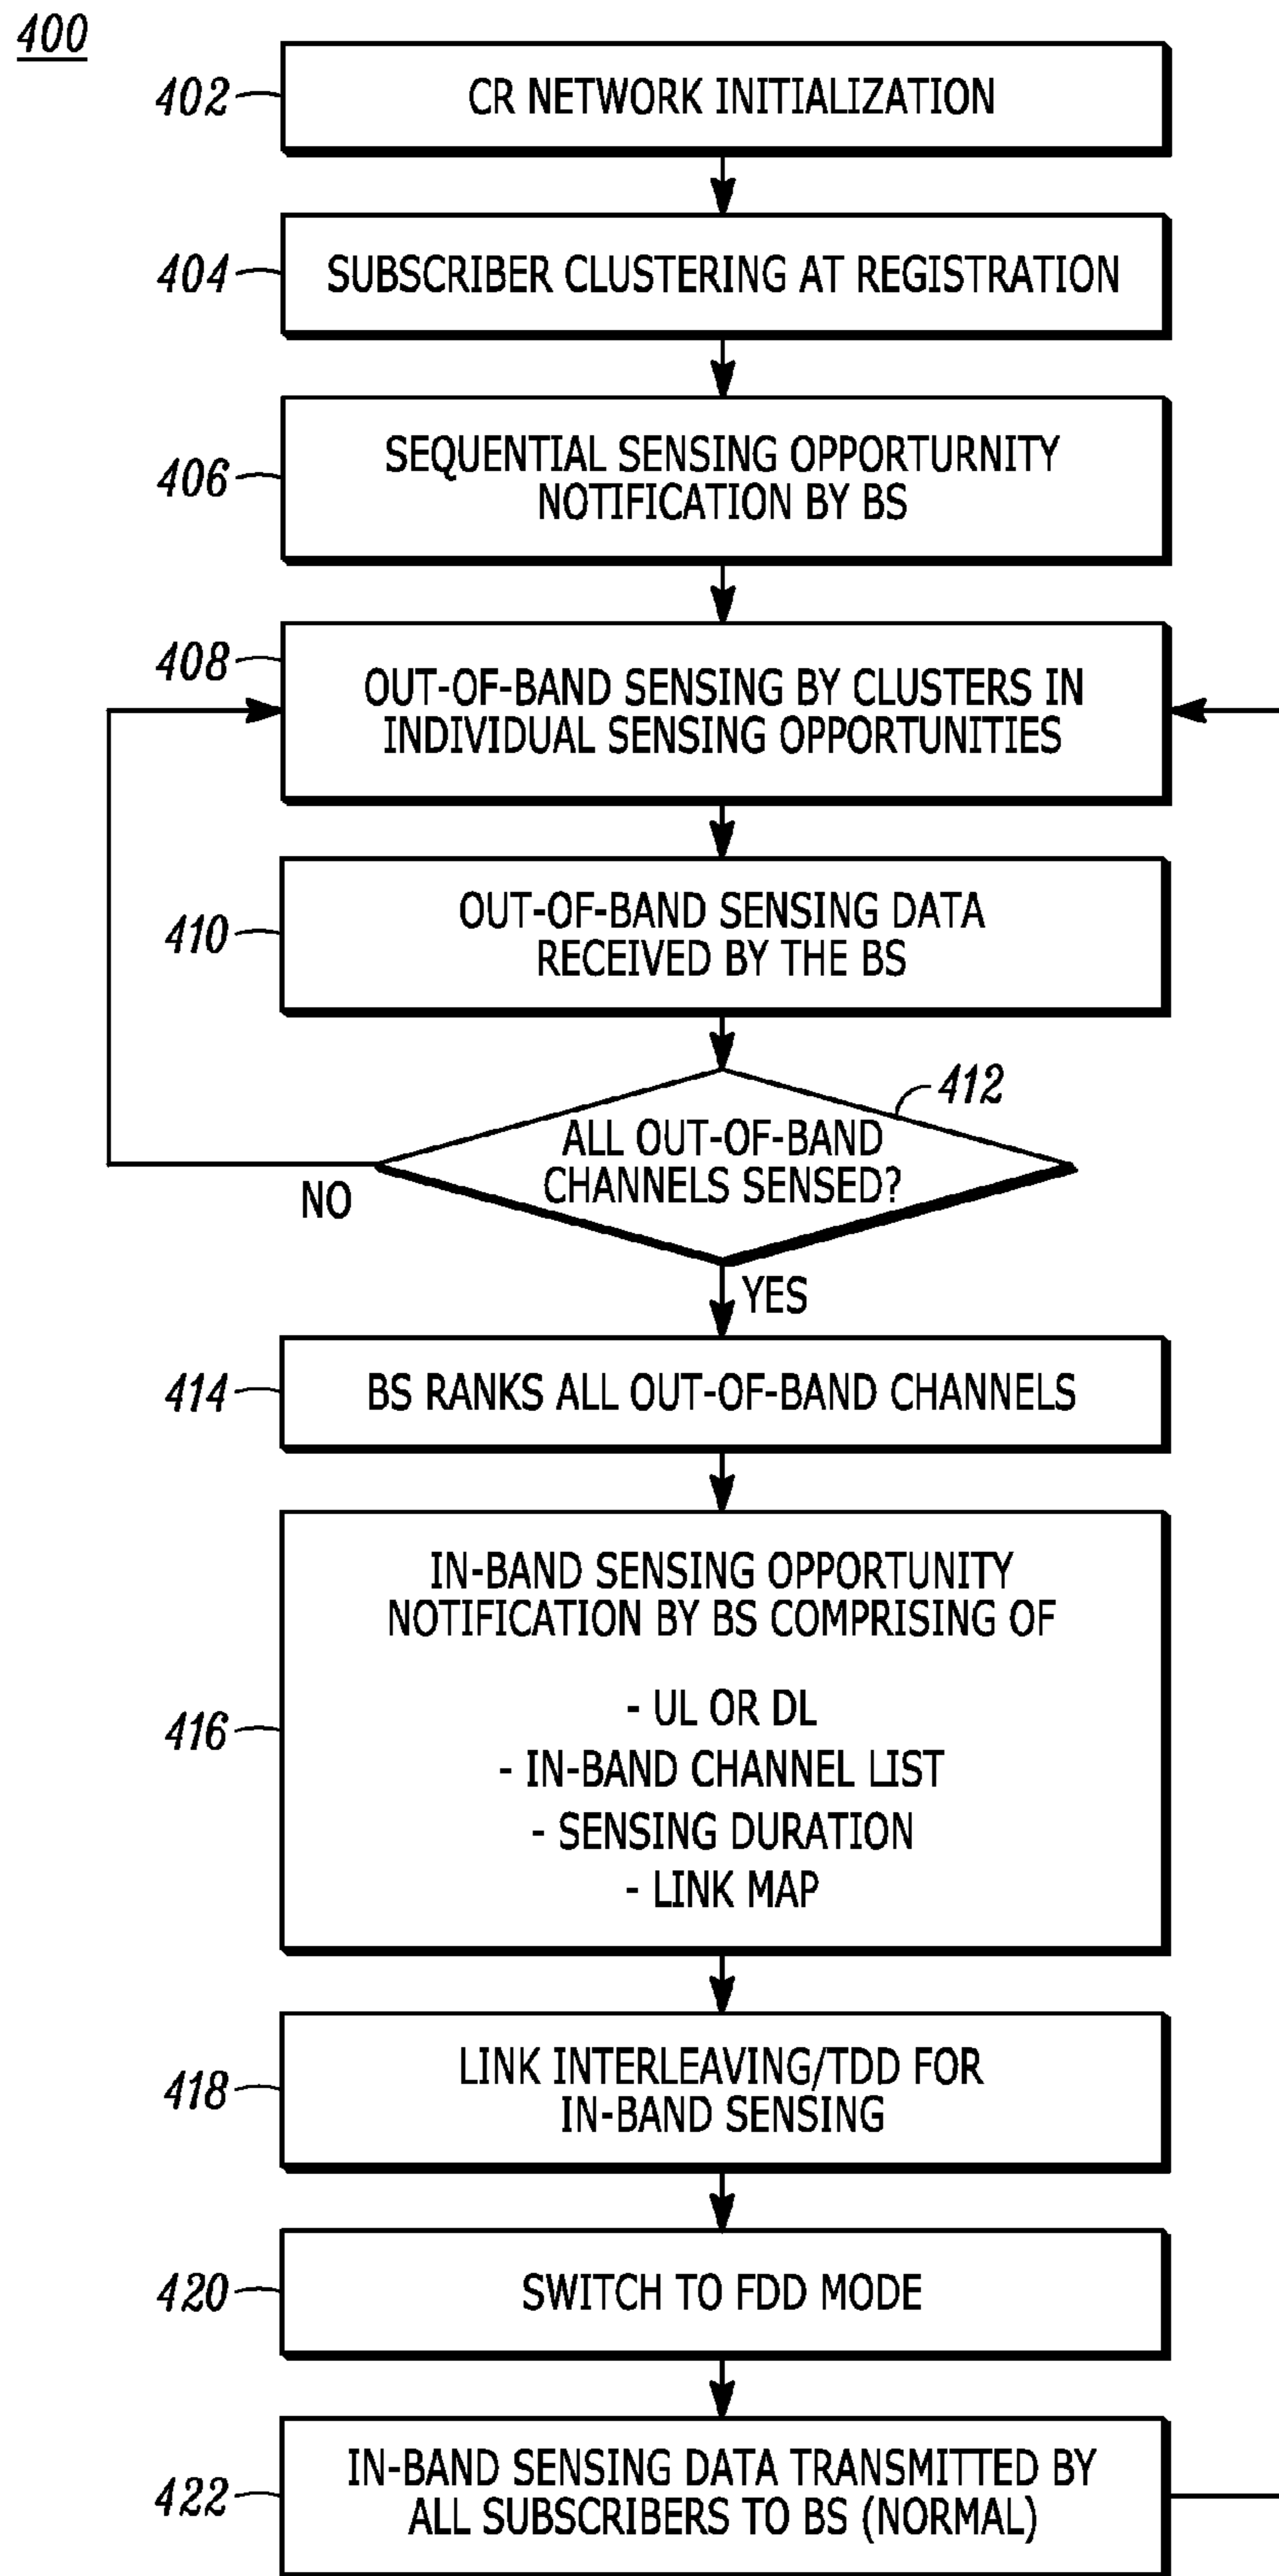 400
402
CR NETWORK INITIALIZATION
404
SUBSCRIBER CLUSTERING AT REGISTRATION
406
SEQUENTIAL SENSING OPPORTURNITY
NOTIFICATION BY BS
408
OUT-OF-BAND SENSING BY CLUSTERS IN
INDIVIDUAL SENSING OPPORTUNITIES
410
OUT-OF-BAND SENSING DATA
RECEIVED BY THE BS
412
ALL OUT-OF-BAND
CHANNELS SENSED?
NO
YES
414
BS RANKS ALL OUT-OF-BAND CHANNELS
416
IN-BAND SENSING OPPORTUNITY
NOTIFICATION BY BS COMPRISING OF
- UL OR DL
- IN-BAND CHANNEL LIST
- SENSING DURATION
- LINK MAP
418
LINK INTERLEAVING/TDD FOR
IN-BAND SENSING
420
SWITCH TO FDD MODE
422
IN-BAND SENSING DATA TRANSMITTED BY
ALL SUBSCRIBERS TO BS (NORMAL)